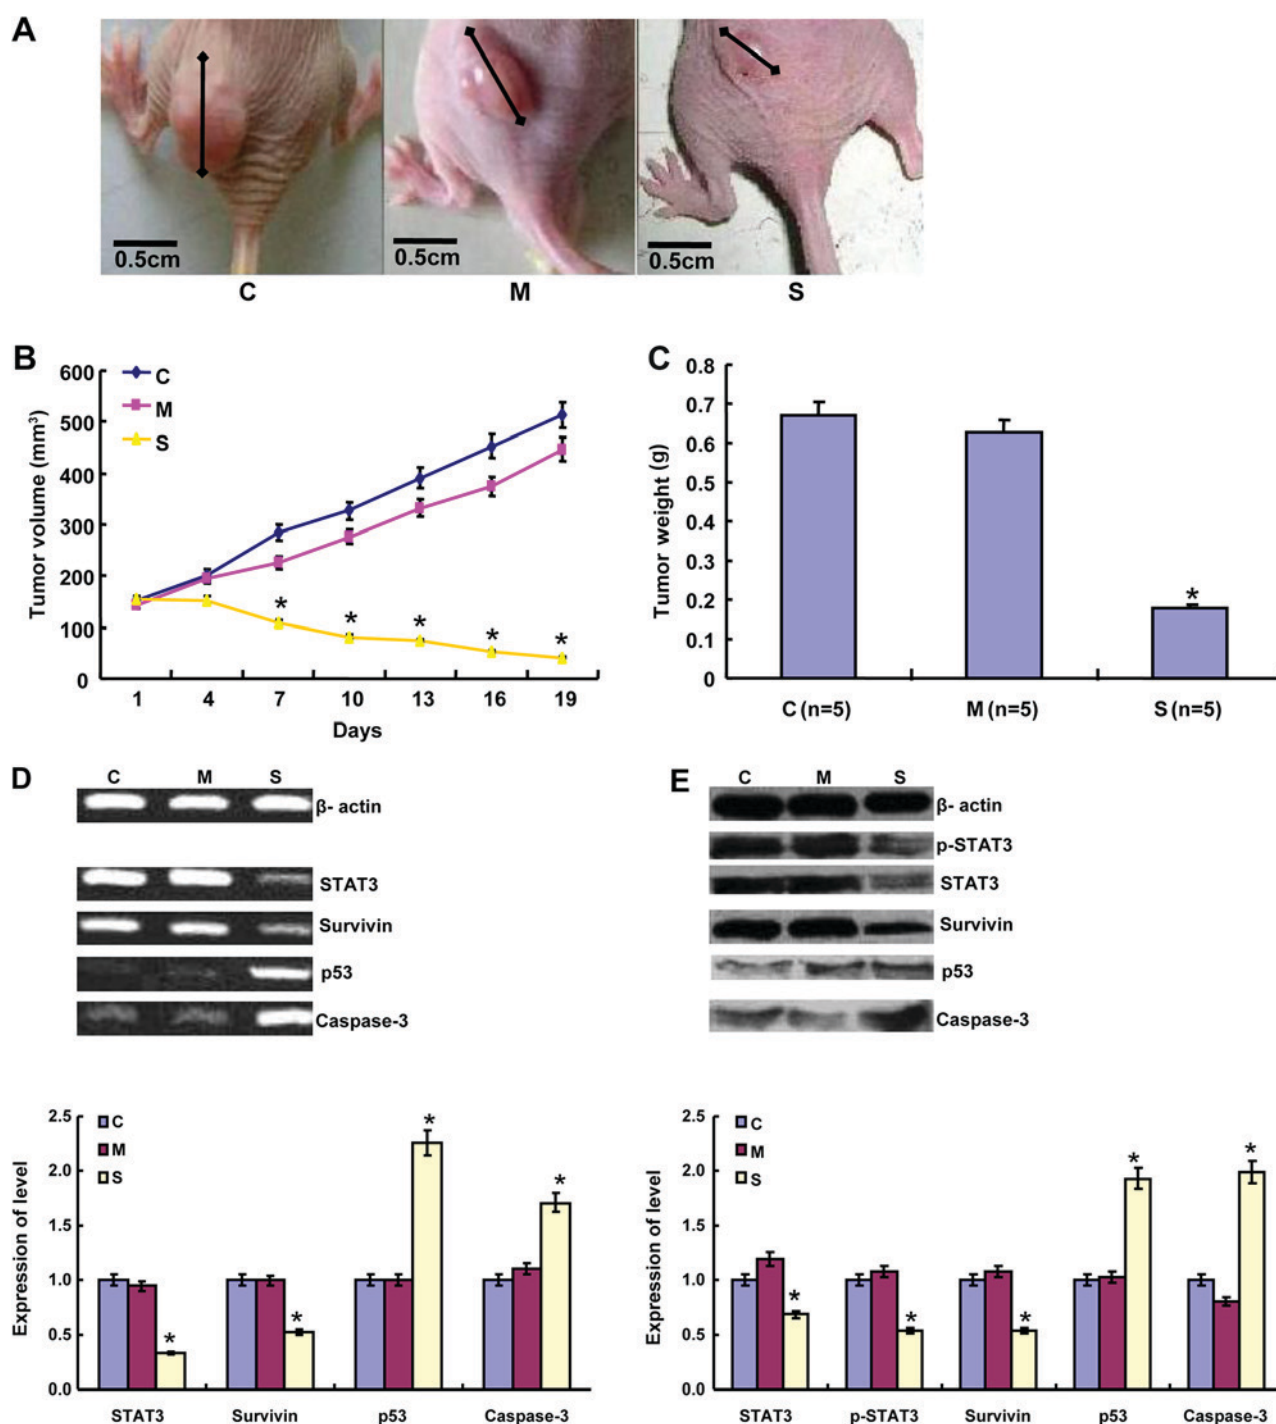 A
0.5cm 0.5cm 0.5cm
C M S
B
C
M
S
Tumor volume (mm³)
600
500
400
300
200
100
0
1 4 7 10 13 16 19
* * * * *
Days
C
Tumor weight (g)
0.8
0.7
0.6
0.5
0.4
0.3
0.2
0.1
0
*
C (n=5) M (n=5) S (n=5)
D
C M S
β- actin
STAT3
Survivin
p53
Caspase-3
E
C M S
β- actin
p-STAT3
STAT3
Survivin
p53
Caspase-3
Expression of level
2.5
2.0
1.5
1.0
0.5
0.0
C
M
S
* * * *
STAT3 Survivin p53 Caspase-3
Expression of level
2.5
2.0
1.5
1.0
0.5
0.0
C
M
S
* * * * *
STAT3 p-STAT3 Survivin p53 Caspase-3